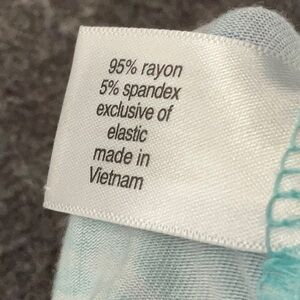 95% rayon
5% spandex
exclusive of
elastic
made in
Vietnam